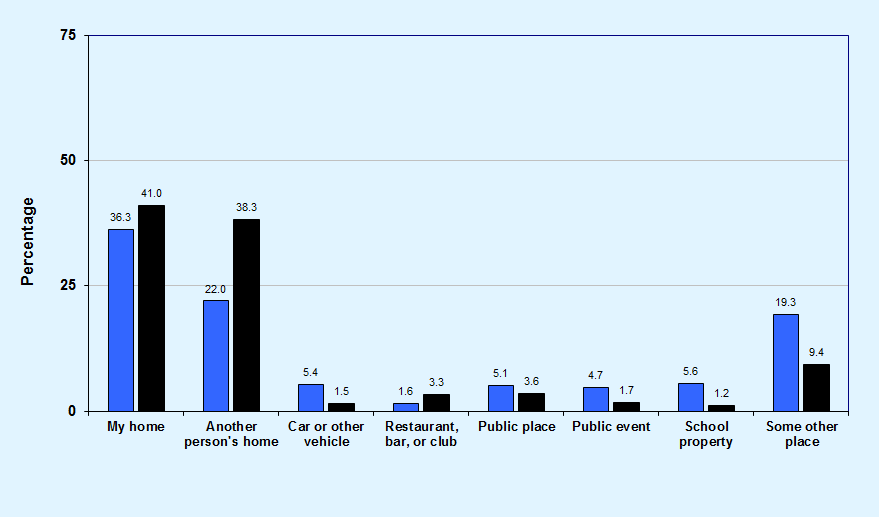 75
50
25
0
Percentage
36.3
41.0
22.0
38.3
5.4
1.5
1.6
3.3
5.1
3.6
4.7
1.7
5.6
1.2
19.3
9.4
My home
Another
person's home
Car or other
vehicle
Restaurant,
bar, or club
Public place
Public event
School
property
Some other
place